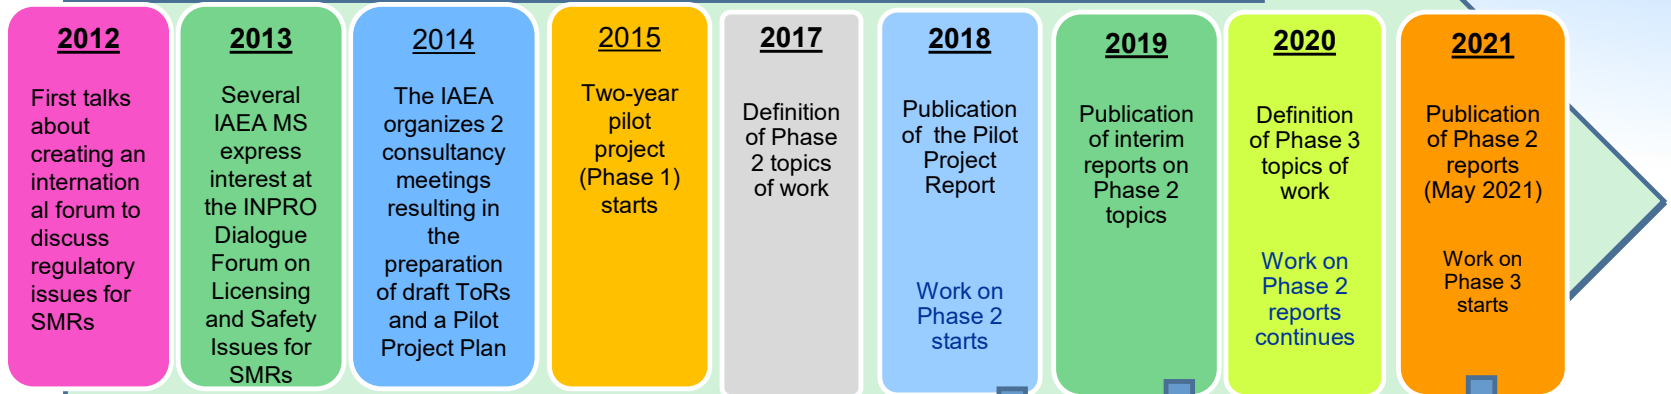 2012
First talks
about
creating an
internation
al forum to
discuss
regulatory
issues for
SMRs
2013
Several
IAEA MS
express
interest at
the INPRO
Dialogue
Forum on
Licensing
and Safety
Issues for
SMRs
2014
The IAEA
organizes 2
consultancy
meetings
resulting in
the
preparation
of draft ToRs
and a Pilot
Project Plan
2015
Two-year
pilot
project
(Phase 1)
starts
2017
Definition
of Phase
2 topics
of work
2018
Publication
of the Pilot
Project
Report
Work on
Phase 2
starts
2019
Publication
of interim
reports on
Phase 2
topics
2020
Definition
of Phase 3
topics of
work
Work on
Phase 2
reports
continues
2021
Publication
of Phase 2
reports
(May 2021)
Work on
Phase 3
starts